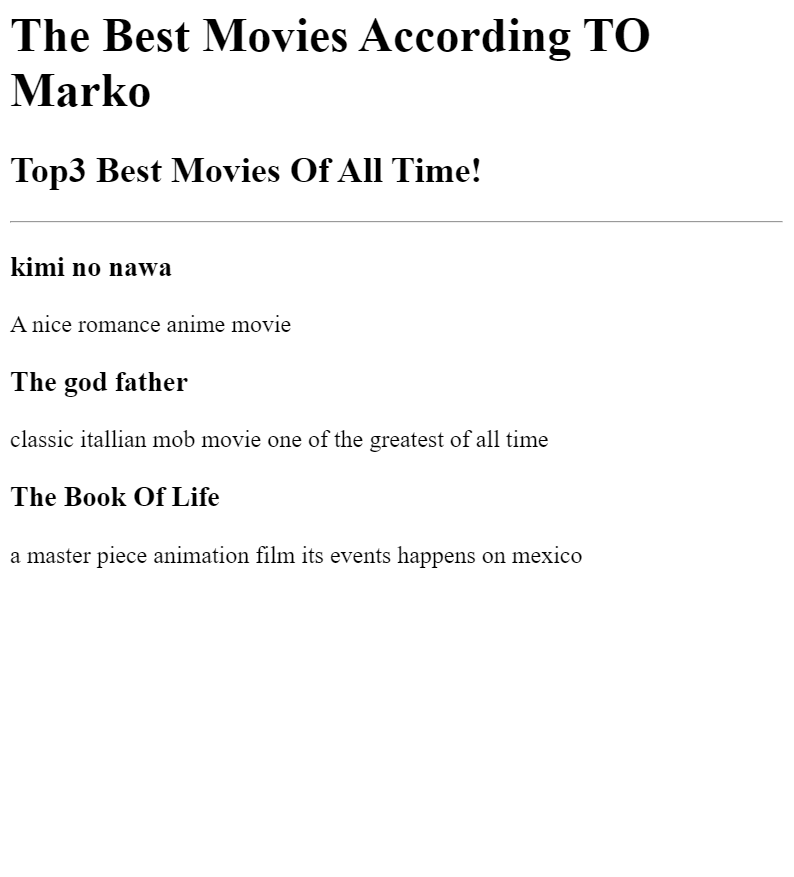 The Best Movies According TO
Marko
Top3 Best Movies Of All Time!
kimi no nawa
A nice romance anime movie
The god father
classic itallian mob movie one of the greatest of all time
The Book Of Life
a master piece animation film its events happens on mexico